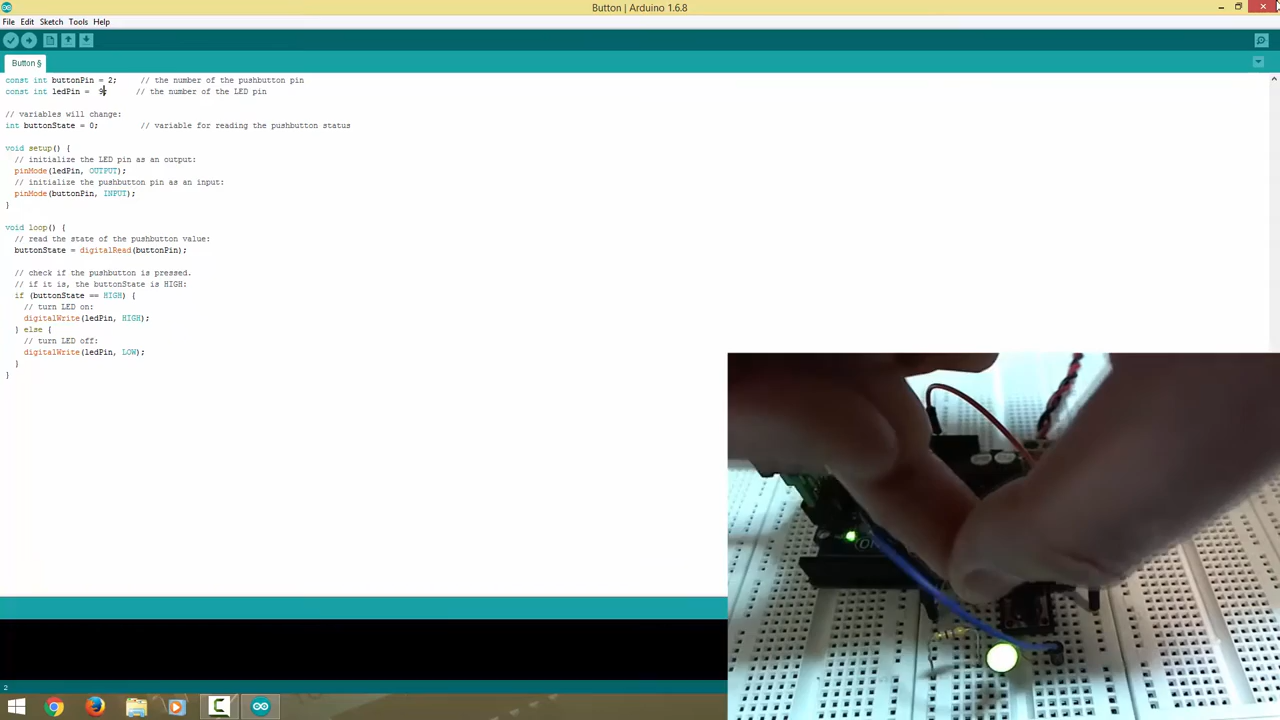 Button | Arduino 1.6.8
File Edit Sketch Tools Help
Button §
const int buttonPin = 2;     // the number of the pushbutton pin
const int ledPin =  9;      // the number of the LED pin
// variables will change:
int buttonState = 0;         // variable for reading the pushbutton status
void setup() {
  // initialize the LED pin as an output:
  pinMode(ledPin, OUTPUT);
  // initialize the pushbutton pin as an input:
  pinMode(buttonPin, INPUT);
}
void loop() {
  // read the state of the pushbutton value:
  buttonState = digitalRead(buttonPin);
  // check if the pushbutton is pressed.
  // if it is, the buttonState is HIGH:
  if (buttonState == HIGH) {
    // turn LED on:
    digitalWrite(ledPin, HIGH);
  } else {
    // turn LED off:
    digitalWrite(ledPin, LOW);
  }
}
2